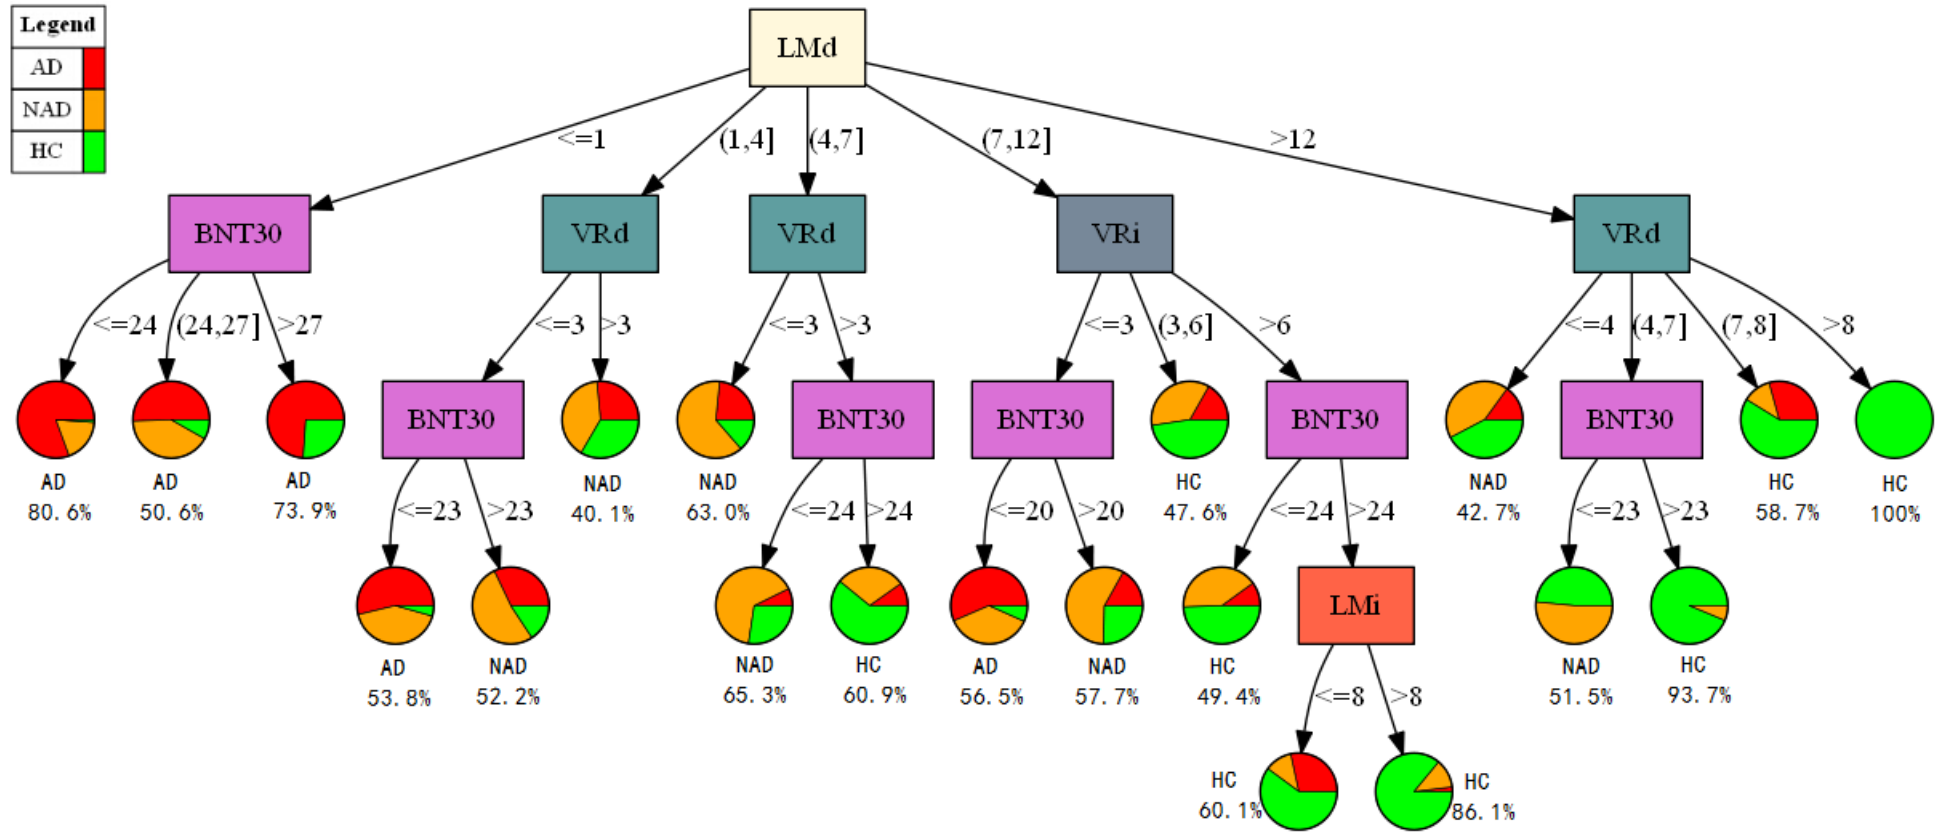 Legend
AD
NAD
HC
LMd
<=1
(1,4]
(4,7]
(7,12]
>12
BNT30
VRd
VRd
VRi
VRd
<=24
(24,27]
>27
<=3
>3
<=3
>3
<=3
(3,6]
>6
<=4
(4,7]
(7,8]
>8
BNT30
BNT30
BNT30
BNT30
BNT30
AD
80.6%
AD
50.6%
AD
73.9%
NAD
40.1%
NAD
63.0%
HC
47.6%
NAD
42.7%
HC
58.7%
HC
100%
<=23
>23
<=24
>24
<=20
>20
<=24
>24
<=23
>23
LMi
AD
53.8%
NAD
52.2%
NAD
65.3%
HC
60.9%
AD
56.5%
NAD
57.7%
HC
49.4%
NAD
51.5%
HC
93.7%
<=8
>8
HC
60.1%
HC
86.1%